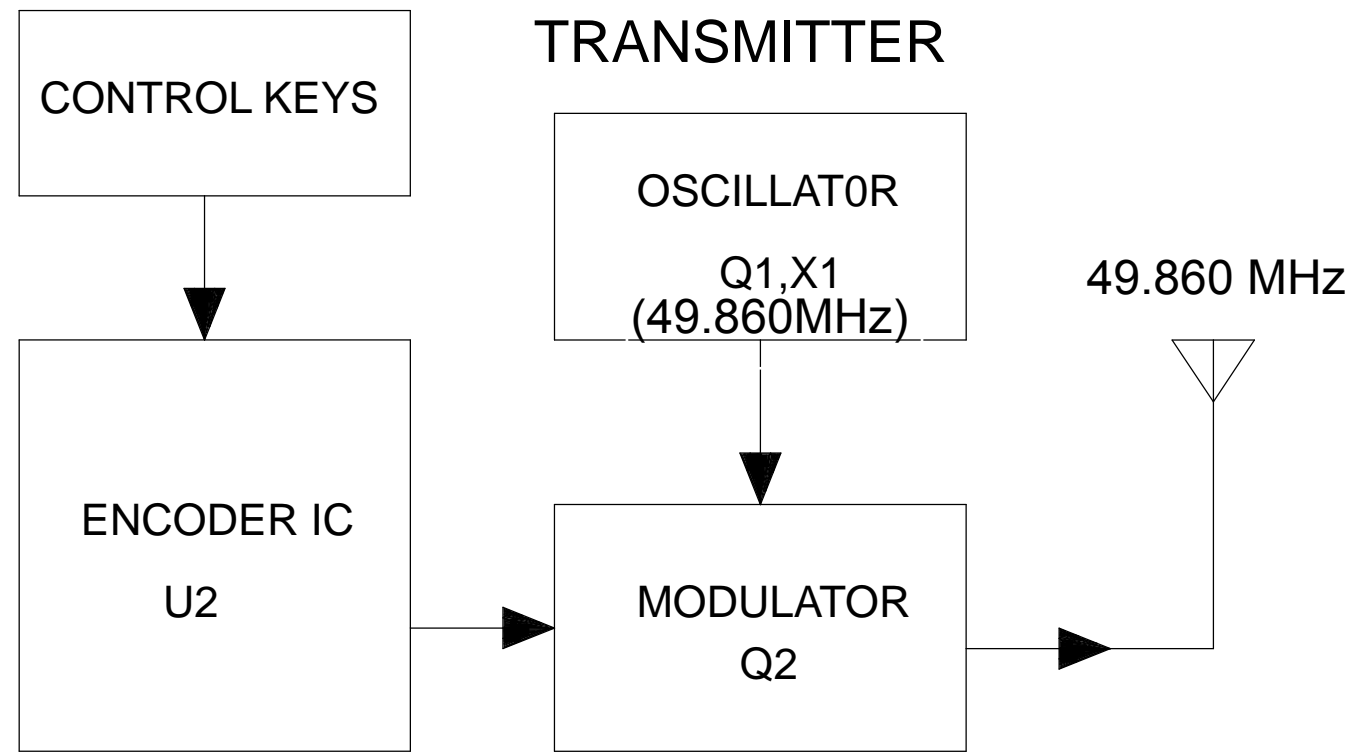 TRANSMITTER
CONTROL KEYS
OSCILLAT0R
Q1,X1
(49.860MHz)
49.860 MHz
ENCODER IC
U2
MODULATOR
Q2